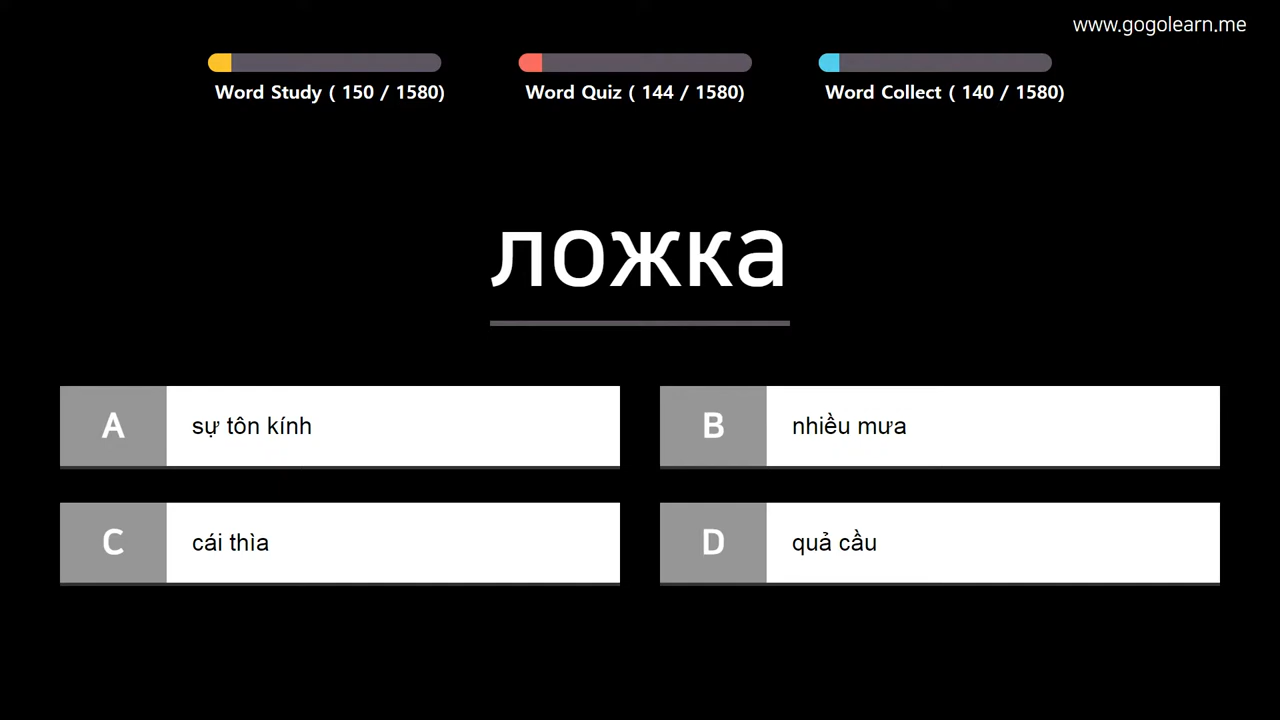 www.gogolearn.me
Word Study ( 150 / 1580)
Word Quiz ( 144 / 1580)
Word Collect ( 140 / 1580)
ложка
A sự tôn kính
B nhiều mưa
C cái thìa
D quả cầu